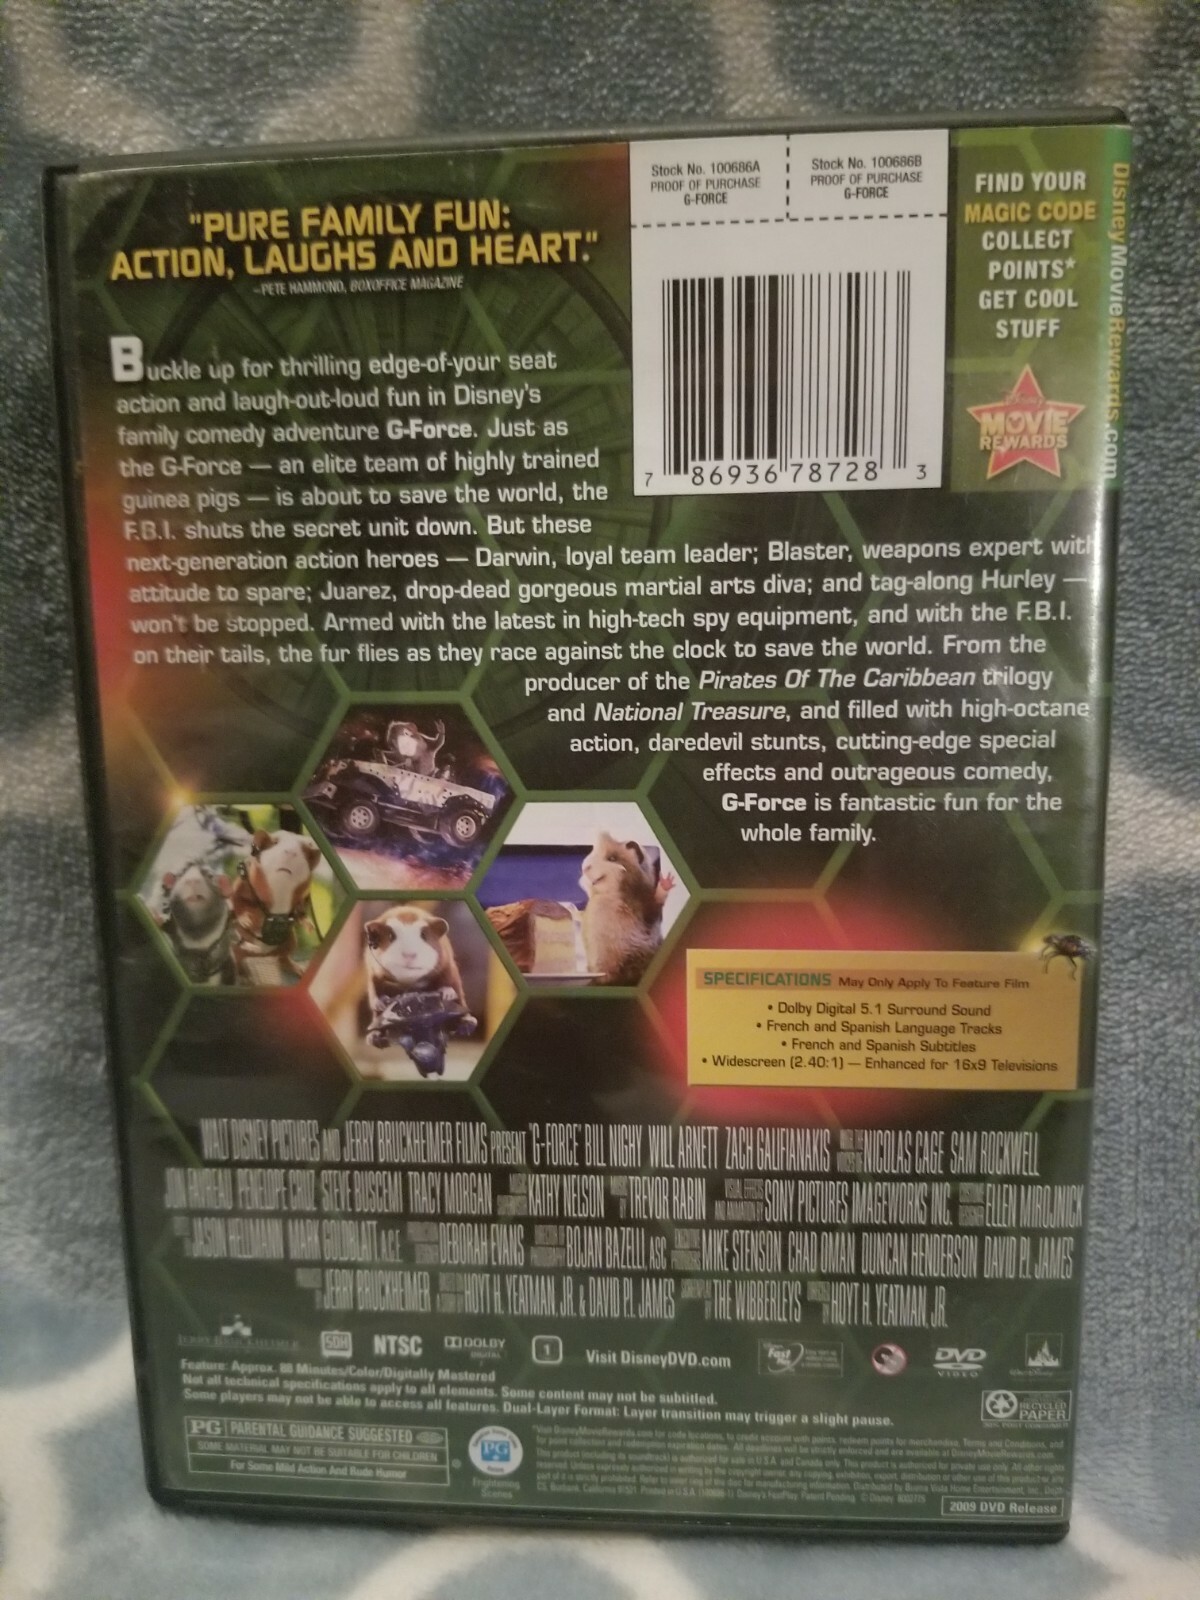 "PURE FAMILY FUN:
ACTION, LAUGHS AND HEART."
–PETE HAMMOND, BOXOFFICE MAGAZINE
Stock No. 100686A
PROOF OF PURCHASE
G-FORCE
Stock No. 100686B
PROOF OF PURCHASE
G-FORCE
7 86936 78728 3
FIND YOUR
MAGIC CODE
COLLECT
POINTS*
GET COOL
STUFF
MOVIE
REWARDS
DisneyMovieRewards.com
Buckle up for thrilling edge-of-your seat
action and laugh-out-loud fun in Disney's
family comedy adventure G-Force. Just as
the G-Force — an elite team of highly trained
guinea pigs — is about to save the world, the
F.B.I. shuts the secret unit down. But these
next-generation action heroes — Darwin, loyal team leader; Blaster, weapons expert with
attitude to spare; Juarez, drop-dead gorgeous martial arts diva; and tag-along Hurley —
won't be stopped. Armed with the latest in high-tech spy equipment, and with the F.B.I.
on their tails, the fur flies as they race against the clock to save the world. From the
producer of the Pirates Of The Caribbean trilogy
and National Treasure, and filled with high-octane
action, daredevil stunts, cutting-edge special
effects and outrageous comedy,
G-Force is fantastic fun for the
whole family.
SPECIFICATIONS May Only Apply To Feature Film
• Dolby Digital 5.1 Surround Sound
• French and Spanish Language Tracks
• French and Spanish Subtitles
• Widescreen (2.40:1) — Enhanced for 16x9 Televisions
WALT DISNEY PICTURES AND JERRY BRUCKHEIMER FILMS PRESENT "G-FORCE" BILL NIGHY WILL ARNETT ZACH GALIFIANAKIS NICOLAS CAGE SAM ROCKWELL
JON FAVREAU PENELOPE CRUZ STEVE BUSCEMI TRACY MORGAN KATHY NELSON TREVOR RABIN VISUAL EFFECTS AND ANIMATION BY SONY PICTURES IMAGEWORKS INC. ELLEN MIROJNICK
JASON HELLMANN MARK GOLDBLATT, A.C.E. DEBORAH EVANS BOJAN BAZELLI, ASC MIKE STENSON CHAD OMAN DUNCAN HENDERSON DAVID P.I. JAMES
JERRY BRUCKHEIMER HOYT H. YEATMAN, JR. & DAVID P.I. JAMES THE WIBBERLEYS HOYT H. YEATMAN, JR.
JERRY BRUCKHEIMER
SDH
NTSC
DOLBY
DIGITAL
1
Visit DisneyDVD.com
Fast
DVD
VIDEO
Feature: Approx. 88 Minutes/Color/Digitally Mastered
Not all technical specifications apply to all elements. Some content may not be subtitled.
Some players may not be able to access all features. Dual-Layer Format: Layer transition may trigger a slight pause.
RECYCLED
PAPER
PG PARENTAL GUIDANCE SUGGESTED
SOME MATERIAL MAY NOT BE SUITABLE FOR CHILDREN
For Some Mild Action And Rude Humor
PG
2009 DVD Release